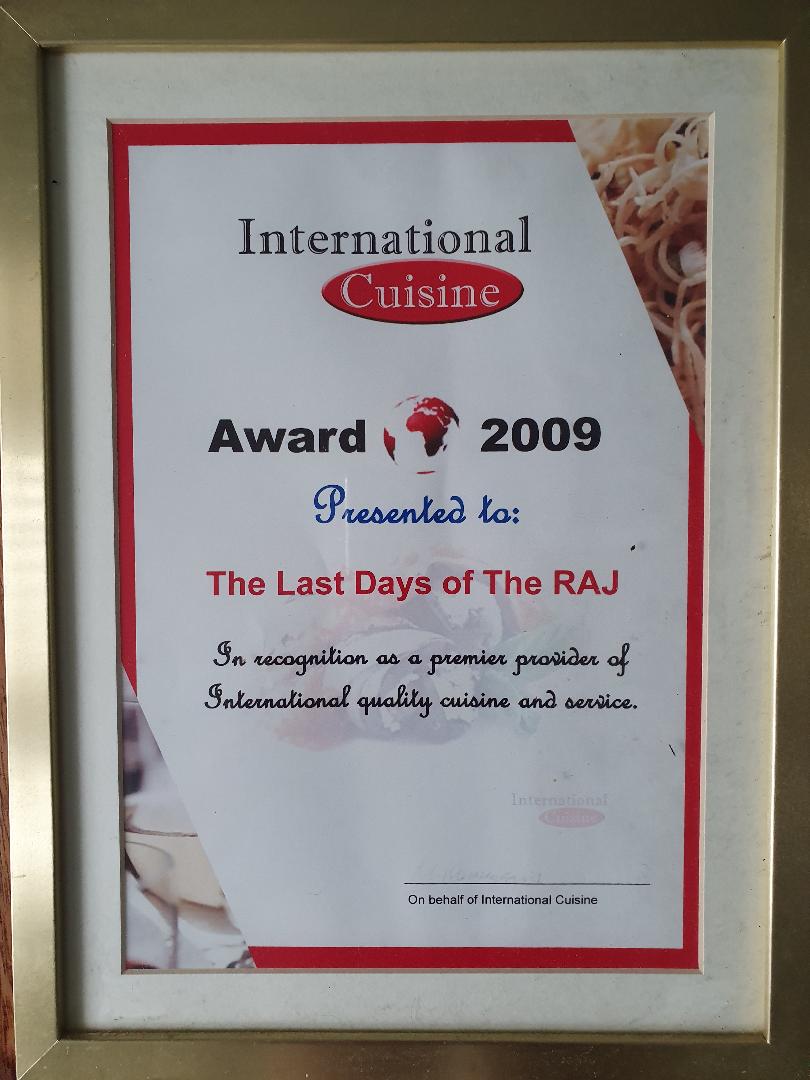 International
Cuisine
Award 2009
Presented to:
The Last Days of The RAJ
In recognition as a premier provider of
International quality cuisine and service.
International
Cuisine
On behalf of International Cuisine